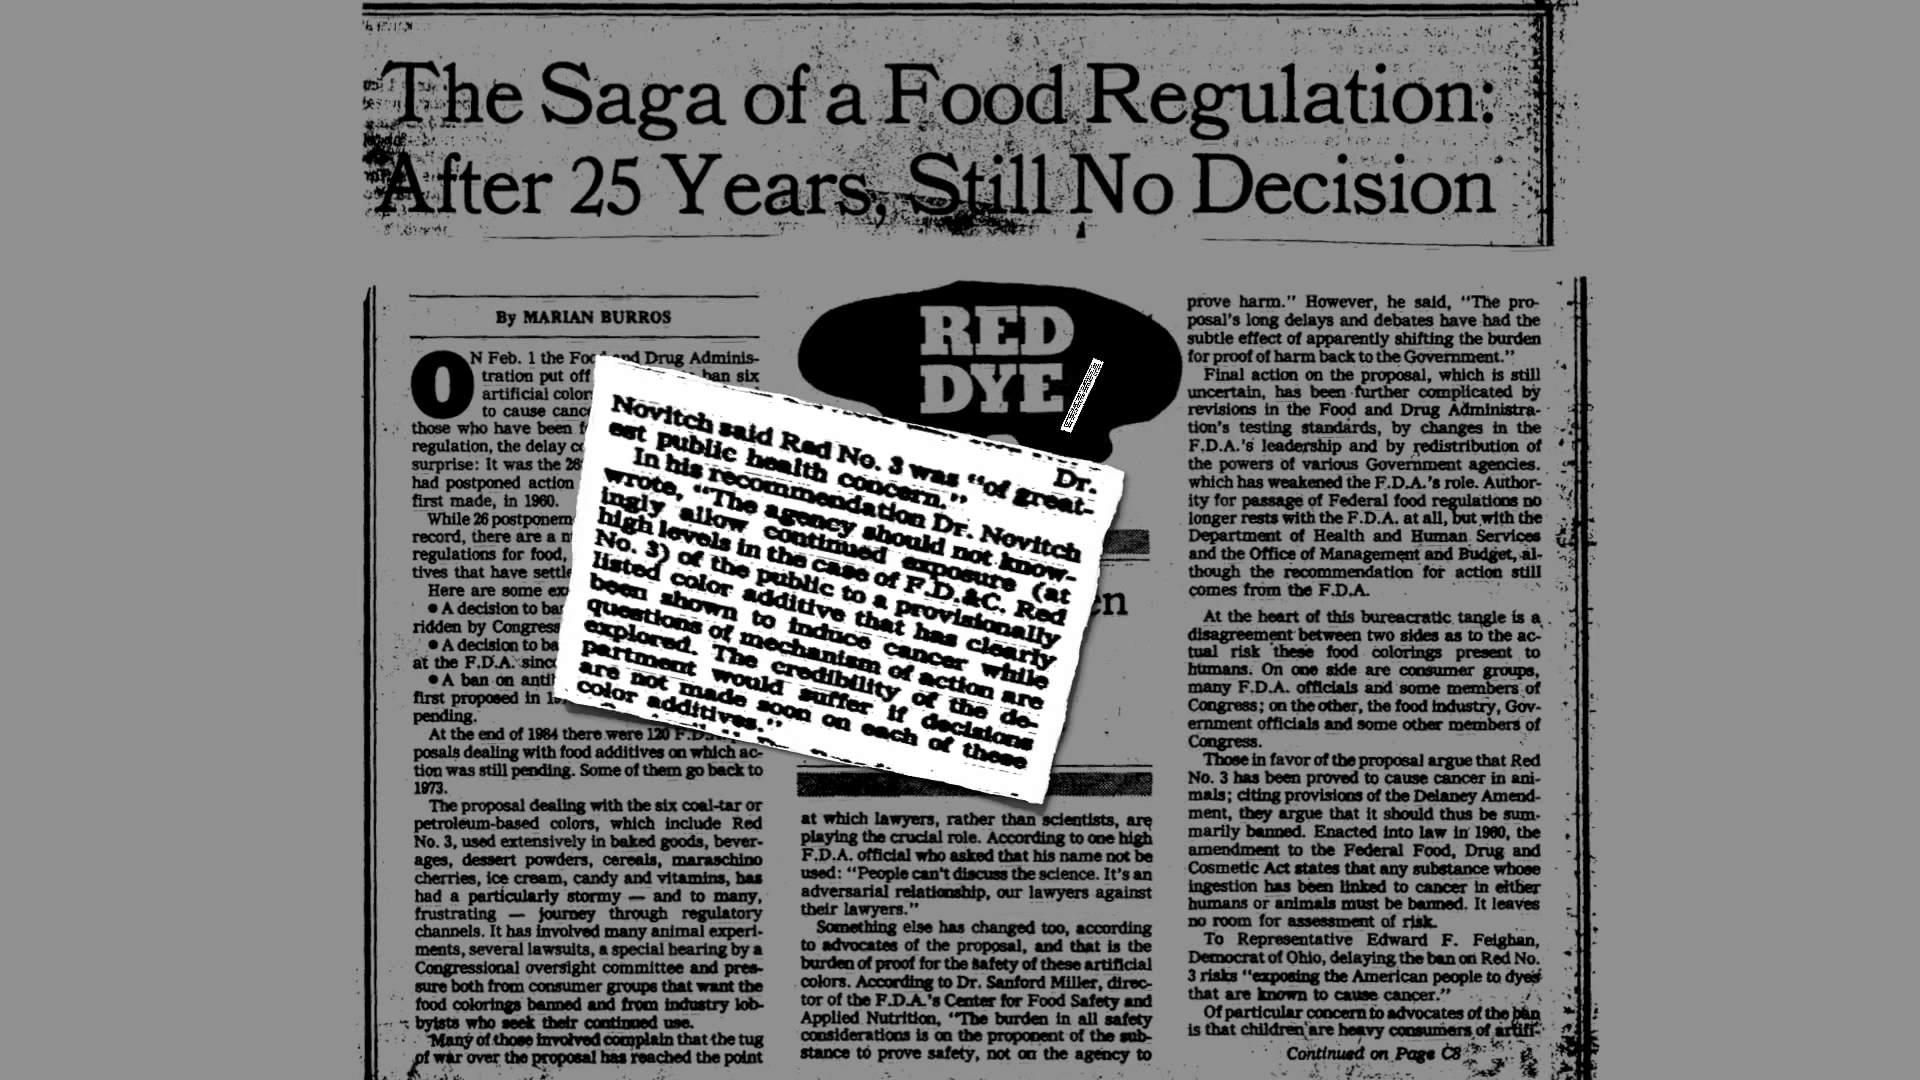 The Saga of a Food Regulation:
After 25 Years, Still No Decision
By MARIAN BURROS
ON Feb. 1 the Food and Drug Adminis-
tration put off
ban six
artificial color
to cause canc
those who have been f
regulation, the delay c
surprise: It was the 26
had postponed action
first made, in 1960.
While 26 postponem
record, there are a n
regulations for food,
tives that have settl
Here are some ex
● A decision to ba
ridden by Congres
● A decision to ba
at the F.D.A. sinc
● A ban on anti
first proposed in 19
pending.
At the end of 1984 there were 120 F.D.
posals dealing with food additives on which ac-
tion was still pending. Some of them go back to
1973.
The proposal dealing with the six coal-tar or
petroleum-based colors, which include Red
No. 3, used extensively in baked goods, bever-
ages, dessert powders, cereals, maraschino
cherries, ice cream, candy and vitamins, has
had a particularly stormy — and to many,
frustrating — journey through regulatory
channels. It has involved many animal experi-
ments, several lawsuits, a special hearing by a
Congressional oversight committee and pres-
sure both from consumer groups that want the
food colorings banned and from industry lob-
byists who seek their continued use.
Many of those involved complain that the tug
of war over the proposal has reached the point
RED
DYE
Dr.
Novitch said Red No. 3 was “of great-
est public health concern.”
In his recommendation Dr. Novitch
wrote, “The agency should not know-
ingly allow continued exposure (at
high levels in the case of F.D.&C. Red
No. 3) of the public to a provisionally
listed color additive that has clearly
been shown to induce cancer while
questions of mechanism of action are
explored. The credibility of the de-
partment would suffer if decisions
are not made soon on each of these
color additives.”
en
at which lawyers, rather than scientists, are
playing the crucial role. According to one high
F.D.A. official who asked that his name not be
used: “People can’t discuss the science. It’s an
adversarial relationship, our lawyers against
their lawyers.”
Something else has changed too, according
to advocates of the proposal, and that is the
burden of proof for the safety of these artificial
colors. According to Dr. Sanford Miller, direc-
tor of the F.D.A.’s Center for Food Safety and
Applied Nutrition, “The burden in all safety
considerations is on the proponent of the sub-
stance to prove safety, not on the agency to
prove harm.” However, he said, “The pro-
posal’s long delays and debates have had the
subtle effect of apparently shifting the burden
for proof of harm back to the Government.”
Final action on the proposal, which is still
uncertain, has been further complicated by
revisions in the Food and Drug Administra-
tion’s testing standards, by changes in the
F.D.A.’s leadership and by redistribution of
the powers of various Government agencies.
which has weakened the F.D.A.’s role. Author-
ity for passage of Federal food regulations no
longer rests with the F.D.A. at all, but with the
Department of Health and Human Services
and the Office of Management and Budget, al-
though the recommendation for action still
comes from the F.D.A.
At the heart of this bureaucratic tangle is a
disagreement between two sides as to the ac-
tual risk these food colorings present to
humans. On one side are consumer groups,
many F.D.A. officials and some members of
Congress; on the other, the food industry, Gov-
ernment officials and some other members of
Congress.
Those in favor of the proposal argue that Red
No. 3 has been proved to cause cancer in ani-
mals; citing provisions of the Delaney Amend-
ment, they argue that it should thus be sum-
marily banned. Enacted into law in 1960, the
amendment to the Federal Food, Drug and
Cosmetic Act states that any substance whose
ingestion has been linked to cancer in either
humans or animals must be banned. It leaves
no room for assessment of risk.
To Representative Edward F. Feighan,
Democrat of Ohio, delaying the ban on Red No.
3 risks “exposing the American people to dyes
that are known to cause cancer.”
Of particular concern to advocates of the ban
is that children are heavy consumers of artifi-
Continued on Page C8